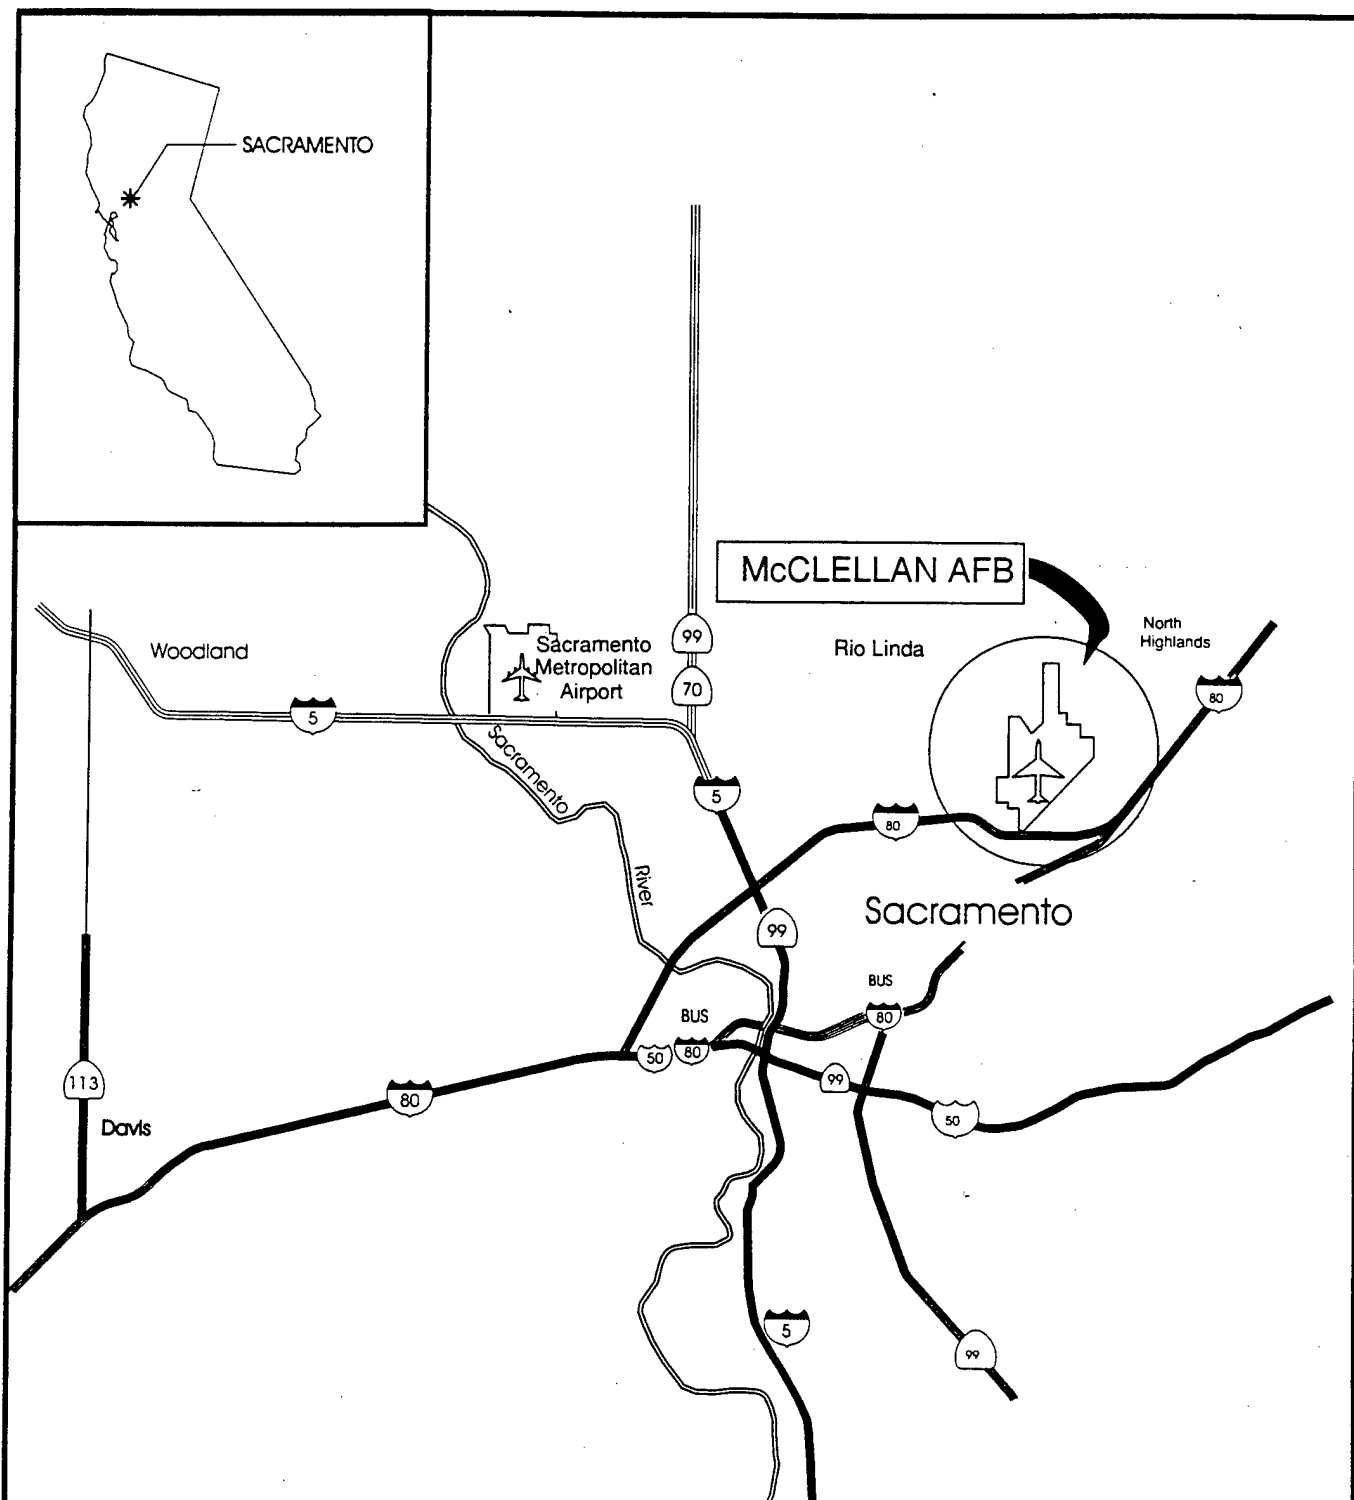 SACRAMENTO
McCLELLAN AFB
North
Highlands
Rio Linda
99
Sacramento
Metropolitan
Airport
Woodland
70
80
5
Sacramento
5
80
River
Sacramento
99
BUS
80
BUS
50
80
113
99
80
50
Davis
5
99